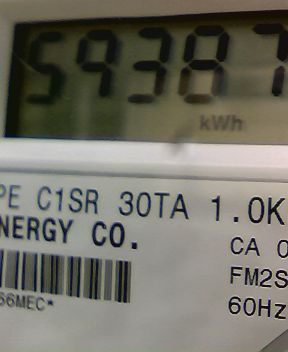 59387
kWh
PE C1SR 30TA 1.0K
NERGY CO.
CA 0
FM2S
56MEC*
60Hz